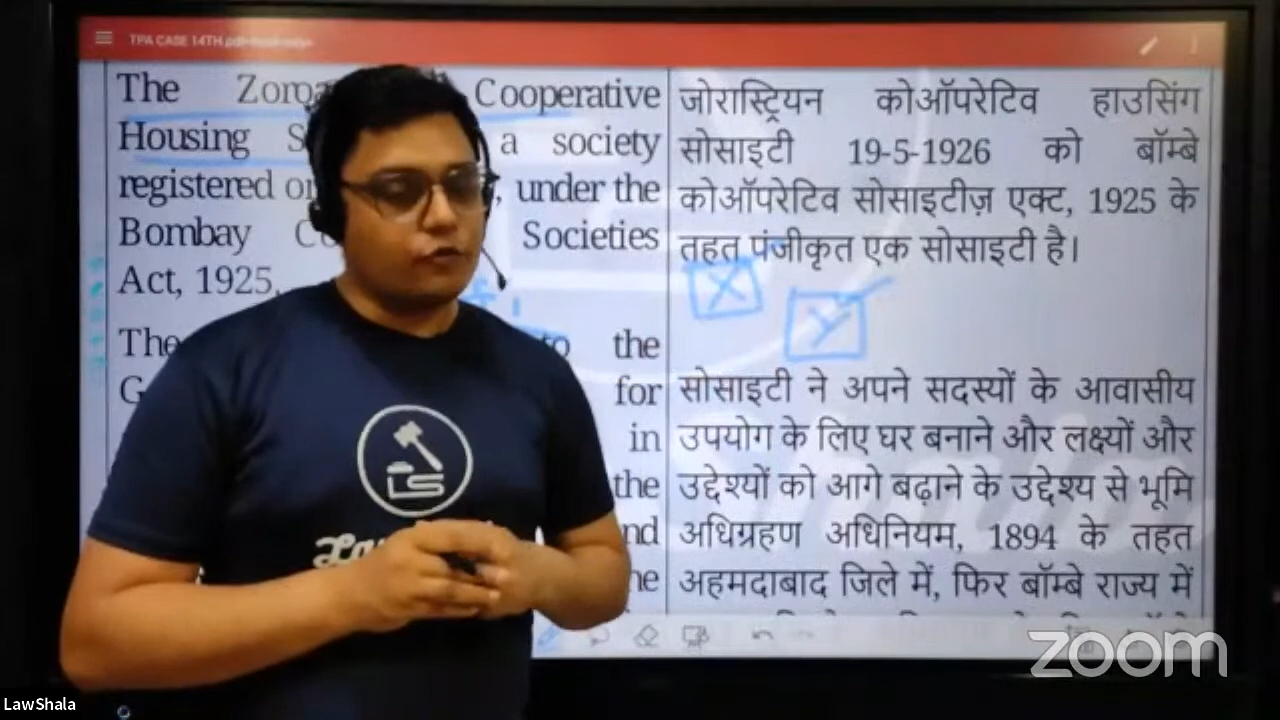 TPA CASE 14TH
The Cooperative
Housing a society
registered under the
Bombay Societies
Act, 1925.
The to the
for
in
the
जोरास्ट्रियन कोऑपरेटिव हाउसिंग
सोसाइटी 19-5-1926 को बॉम्बे
कोऑपरेटिव सोसाइटीज़ एक्ट, 1925 के
तहत पंजीकृत एक सोसाइटी है।
सोसाइटी ने अपने सदस्यों के आवासीय
उपयोग के लिए घर बनाने और लक्ष्यों और
उद्देश्यों को आगे बढ़ाने के उद्देश्य से भूमि
अधिग्रहण अधिनियम, 1894 के तहत
अहमदाबाद जिले में, फिर बॉम्बे राज्य में
LS
zoom
LawShala